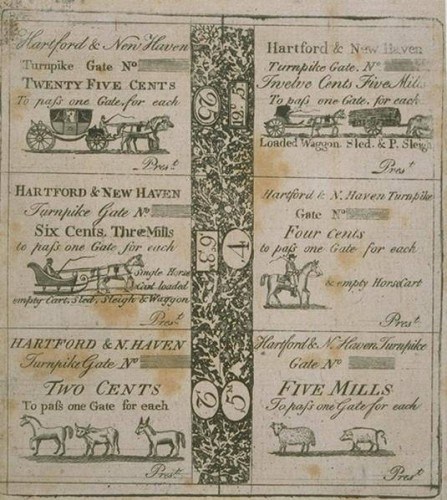 Hartford & New Haven
Turnpike Gate No
TWENTY FIVE CENTS
To paſs one Gate, for each
Presᵗ
25
Hartford & New Haven
Turnpike Gate. No
Twelve Cents Five Mills
To paſs one Gate, for each
Loaded Waggon Sled. & P. Sleigh
Presᵗ
12.5
HARTFORD & NEW HAVEN
Turnpike Gate No
Six Cents. Three Mills
to paſs one Gate for each
Single Horse
Cart loaded
empty Cart, Sled, Sleigh & Waggon
Presᵗ
6.3
Hartford & N. Haven Turnpike
Gate No
Four Cents
to paſs one Gate for each
& empty Horse Cart
Presᵗ
4
HARTFORD & N. HAVEN
Turnpike Gate No
TWO CENTS
To paſs one Gate for each
Presᵗ
2
Hartford & N. Haven Turnpike
Gate No
FIVE MILLS
To paſs one Gate for each
Presᵗ
5